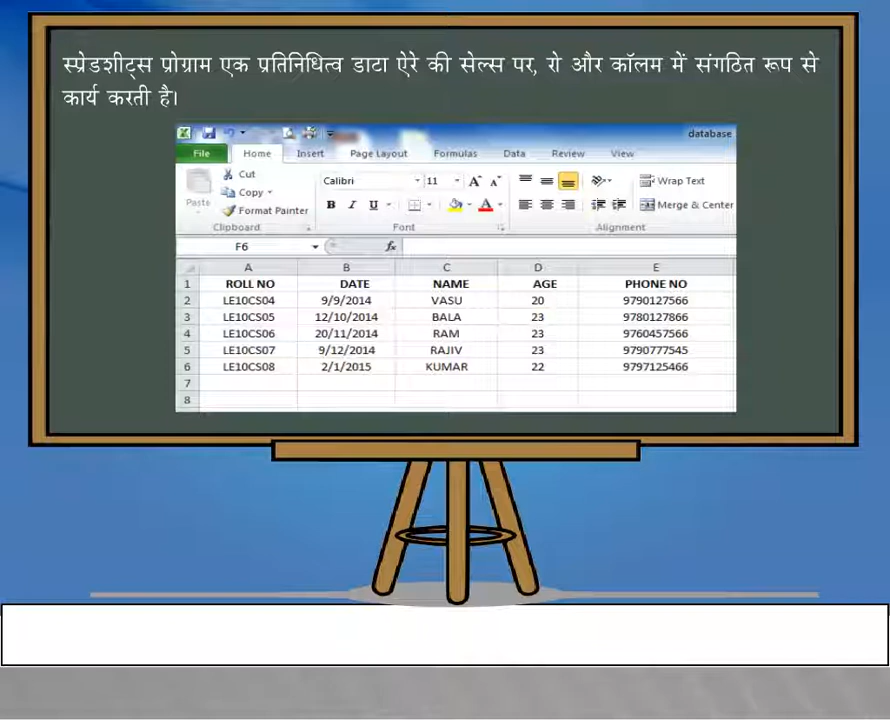 स्प्रेडशीट्स प्रोग्राम एक प्रतिनिधित्व डाटा ऐरे की सेल्स पर, रो और कॉलम में संगठित रूप से
कार्य करती है।
database
File Home Insert Page Layout Formulas Data Review View
Cut
Copy
Paste
Format Painter
Calibri 11 A A
B I U A
Wrap Text
Merge & Center
Clipboard Font Alignment
F6 fx
A B C D E
1 ROLL NO DATE NAME AGE PHONE NO
2 LE10CS04 9/9/2014 VASU 20 9790127566
3 LE10CS05 12/10/2014 BALA 23 9780127866
4 LE10CS06 20/11/2014 RAM 23 9760457566
5 LE10CS07 9/12/2014 RAJIV 23 9790777545
6 LE10CS08 2/1/2015 KUMAR 22 9797125466
7
8